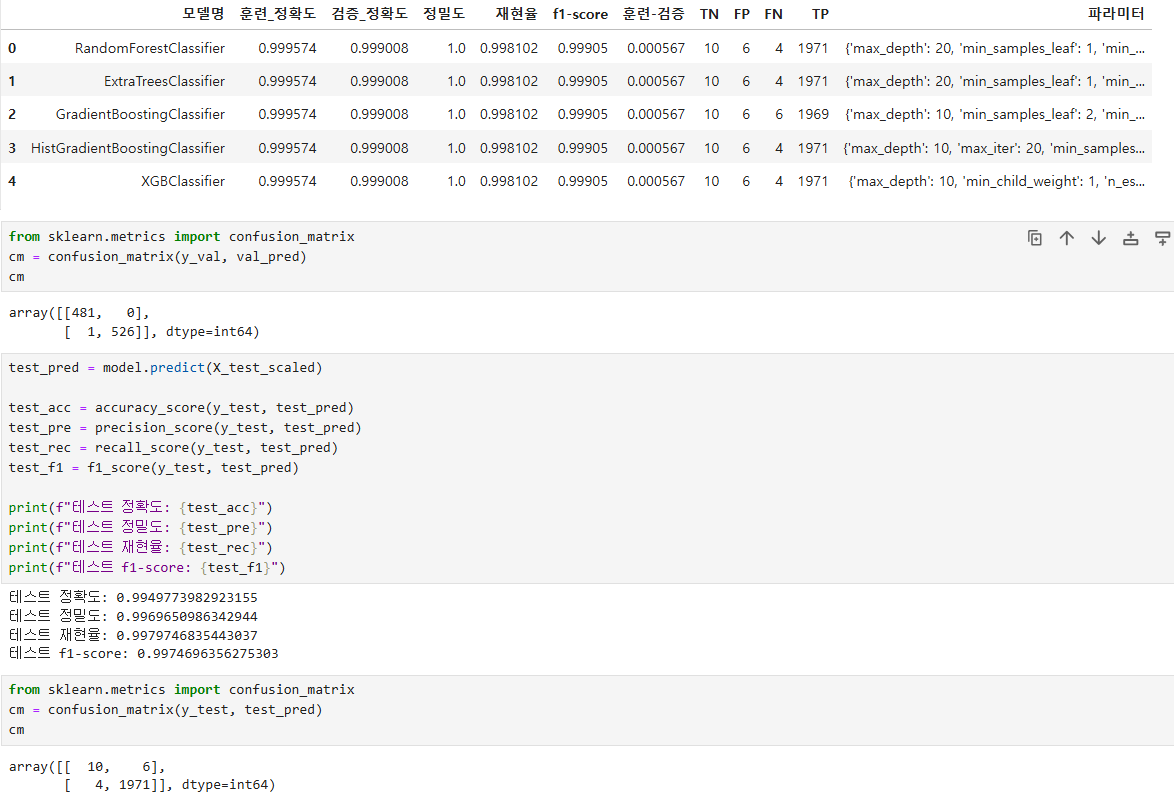 모델명 훈련_정확도 검증_정확도 정밀도 재현율 f1-score 훈련-검증 TN FP FN TP 파라미터
0 RandomForestClassifier 0.999574 0.999008 1.0 0.998102 0.99905 0.000567 10 6 4 1971 {'max_depth': 20, 'min_samples_leaf': 1, 'min_...
1 ExtraTreesClassifier 0.999574 0.999008 1.0 0.998102 0.99905 0.000567 10 6 4 1971 {'max_depth': 20, 'min_samples_leaf': 1, 'min_...
2 GradientBoostingClassifier 0.999574 0.999008 1.0 0.998102 0.99905 0.000567 10 6 6 1969 {'max_depth': 10, 'min_samples_leaf': 2, 'min_...
3 HistGradientBoostingClassifier 0.999574 0.999008 1.0 0.998102 0.99905 0.000567 10 6 4 1971 {'max_depth': 10, 'max_iter': 20, 'min_samples...
4 XGBClassifier 0.999574 0.999008 1.0 0.998102 0.99905 0.000567 10 6 4 1971 {'max_depth': 10, 'min_child_weight': 1, 'n_es...
from sklearn.metrics import confusion_matrix
cm = confusion_matrix(y_val, val_pred)
cm
array([[481,   0],
       [  1, 526]], dtype=int64)
test_pred = model.predict(X_test_scaled)
test_acc = accuracy_score(y_test, test_pred)
test_pre = precision_score(y_test, test_pred)
test_rec = recall_score(y_test, test_pred)
test_f1 = f1_score(y_test, test_pred)
print(f"테스트 정확도: {test_acc}")
print(f"테스트 정밀도: {test_pre}")
print(f"테스트 재현율: {test_rec}")
print(f"테스트 f1-score: {test_f1}")
테스트 정확도: 0.9949773982923155
테스트 정밀도: 0.9969650986342944
테스트 재현율: 0.9979746835443037
테스트 f1-score: 0.9974696356275303
from sklearn.metrics import confusion_matrix
cm = confusion_matrix(y_test, test_pred)
cm
array([[  10,    6],
       [   4, 1971]], dtype=int64)